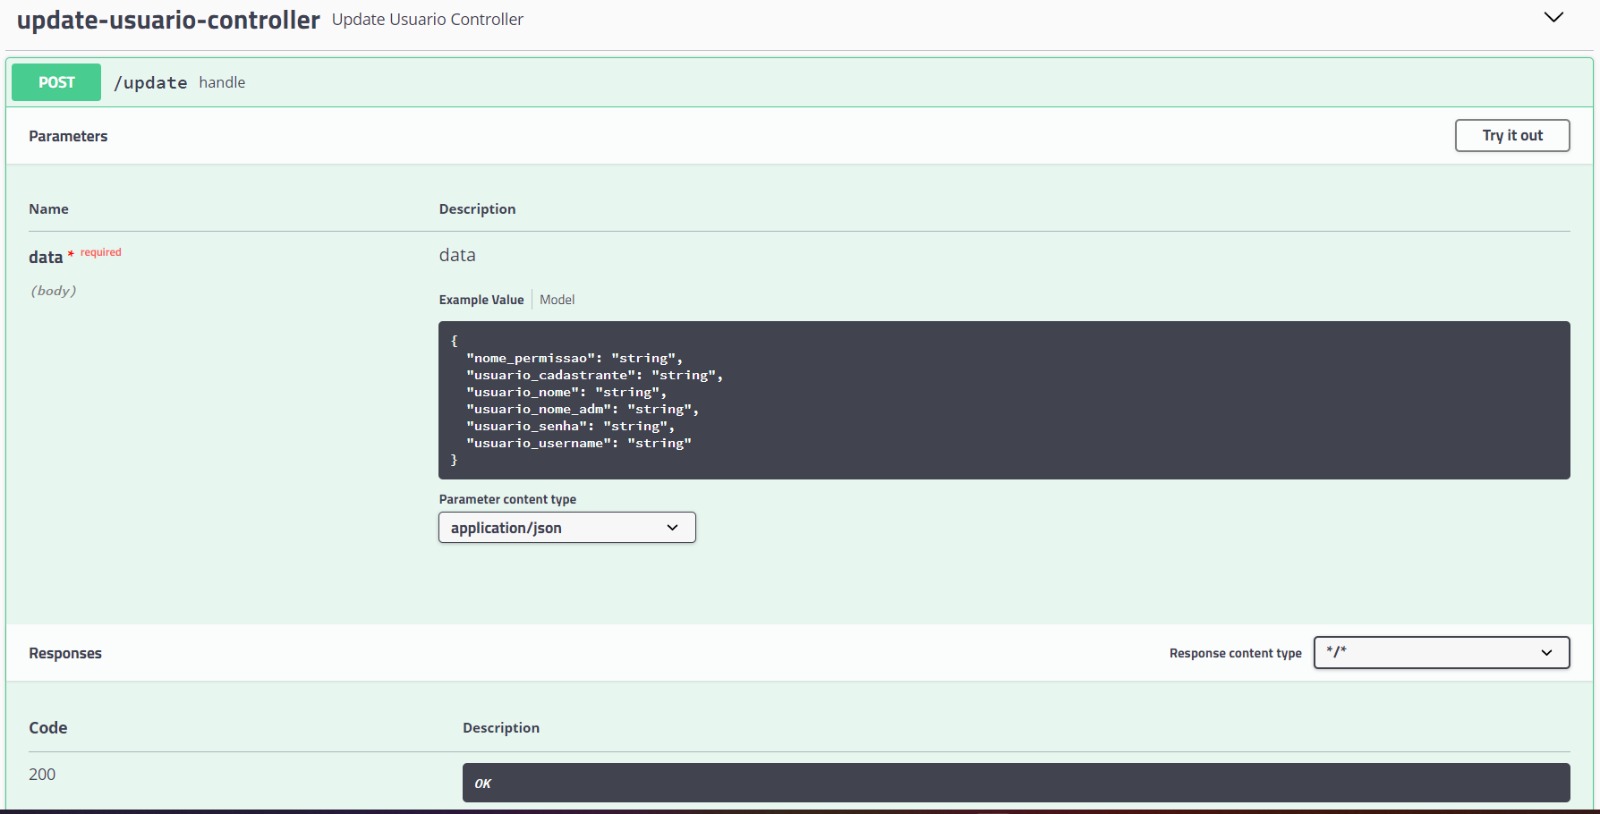 update-usuario-controller Update Usuario Controller
POST /update handle
Parameters
Try it out
Name Description
data * required data
(body)
Example Value Model
{
"nome_permissao": "string",
"usuario_cadastrante": "string",
"usuario_nome": "string",
"usuario_nome_adm": "string",
"usuario_senha": "string",
"usuario_username": "string"
}
Parameter content type
application/json
Responses
Response content type */*
Code Description
200 OK